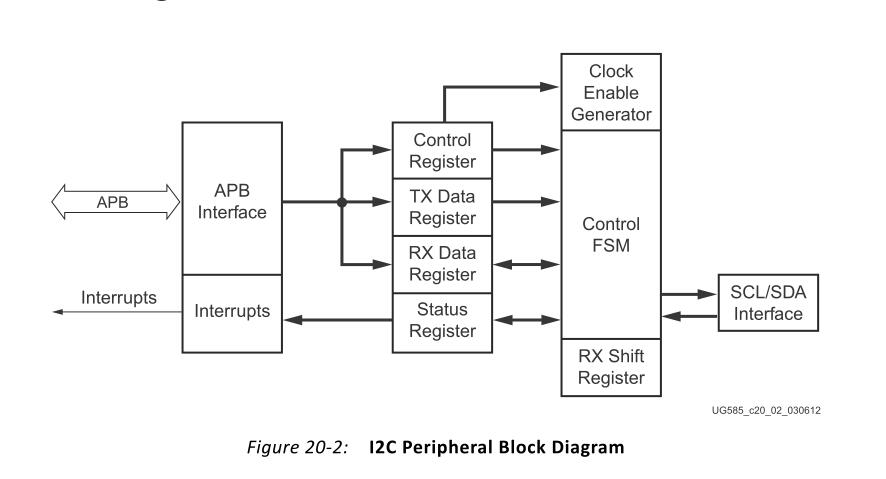 Clock
Enable
Generator
Control
Register
APB
APB
Interface
TX Data
Register
Control
FSM
RX Data
Register
Interrupts
Interrupts
Status
Register
SCL/SDA
Interface
RX Shift
Register
UG585_c20_02_030612
Figure 20-2: I2C Peripheral Block Diagram